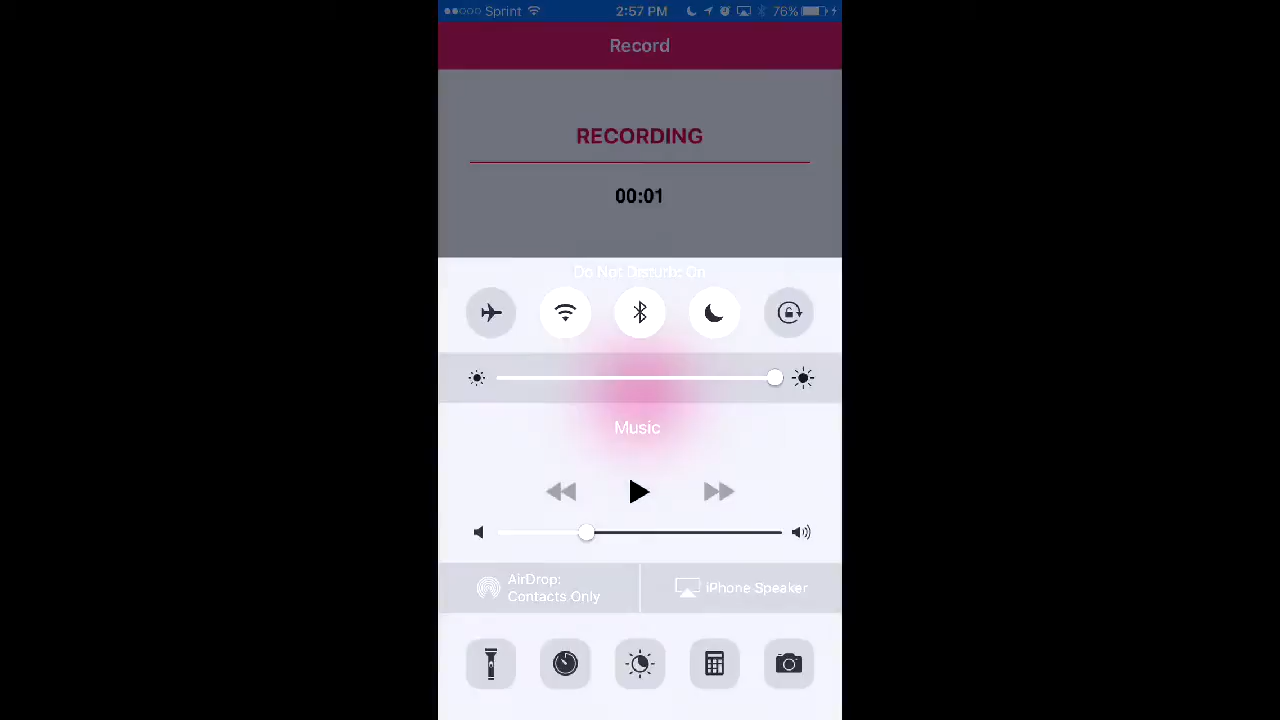 Sprint 2:57 PM 76%
Record
RECORDING
00:01
Do Not Disturb: On
Music
AirDrop:
Contacts Only
iPhone Speaker